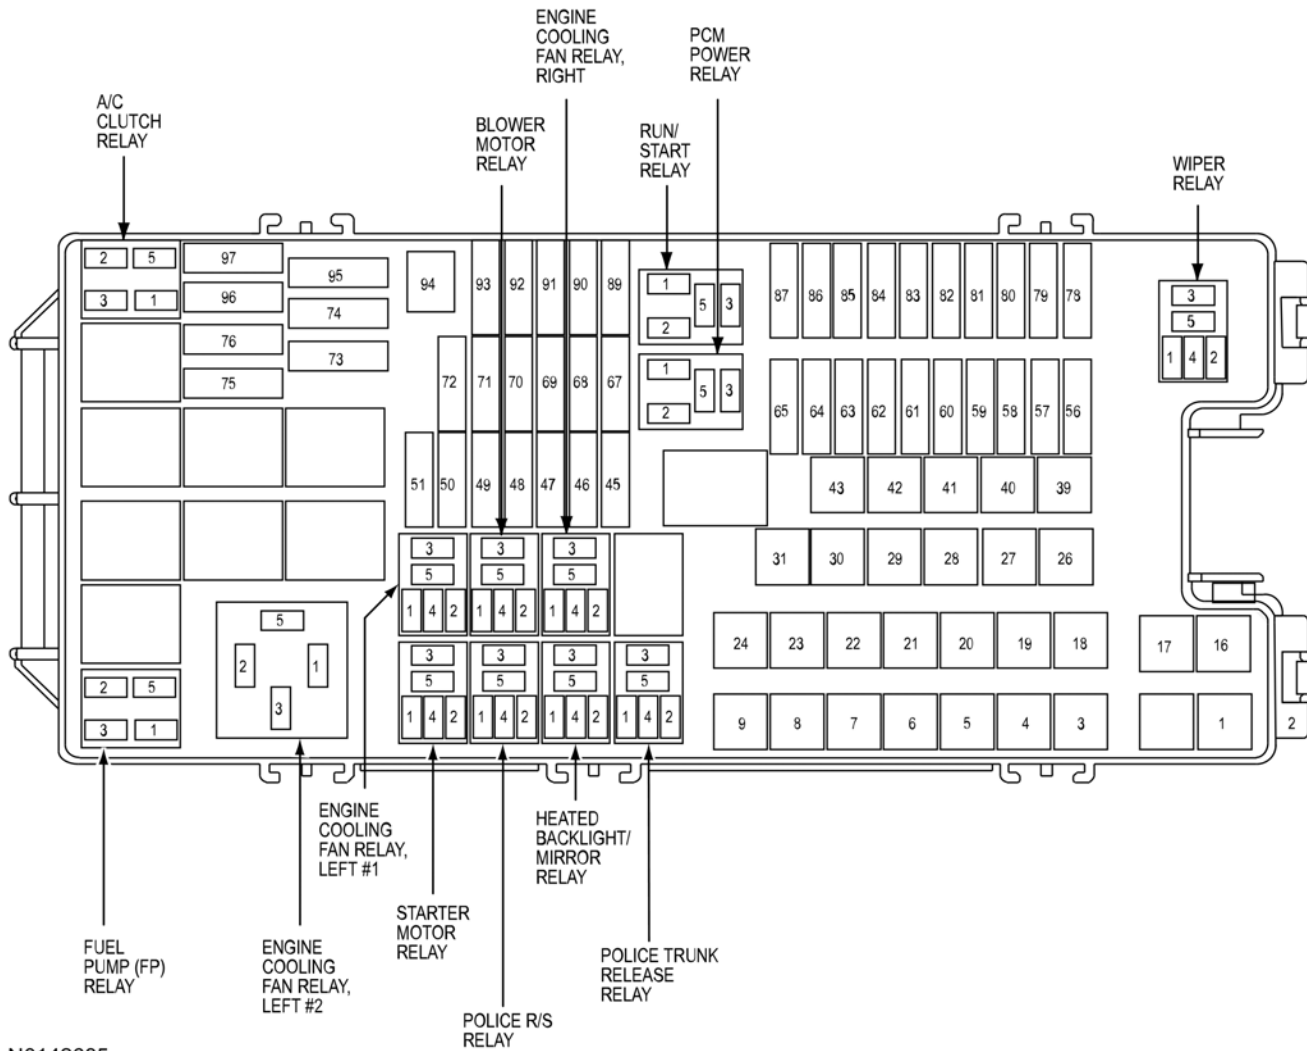 ENGINE
COOLING
FAN RELAY,
RIGHT
PCM
POWER
RELAY
A/C
CLUTCH
RELAY
BLOWER
MOTOR
RELAY
RUN/
START
RELAY
WIPER
RELAY
2 5
3 1
97
96
76
75
95
74
73
94
93 92 91 90 89
72 71 70 69 68 67
51 50 49 48 47 46 45
1
2
5 3
1
2
5 3
87 86 85 84 83 82 81 80 79 78
65 64 63 62 61 60 59 58 57 56
3
5
1 4 2
43 42 41 40 39
31 30 29 28 27 26
24 23 22 21 20 19 18
17 16
9 8 7 6 5 4 3
1 2
3
5
1 4 2
3
5
1 4 2
3
5
1 4 2
5
2 1
3
2 5
3 1
3
5
1 4 2
3
5
1 4 2
3
5
1 4 2
3
5
1 4 2
ENGINE
COOLING
FAN RELAY,
LEFT #1
HEATED
BACKLIGHT/
MIRROR
RELAY
STARTER
MOTOR
RELAY
FUEL
PUMP (FP)
RELAY
ENGINE
COOLING
FAN RELAY,
LEFT #2
POLICE TRUNK
RELEASE
RELAY
POLICE R/S
RELAY